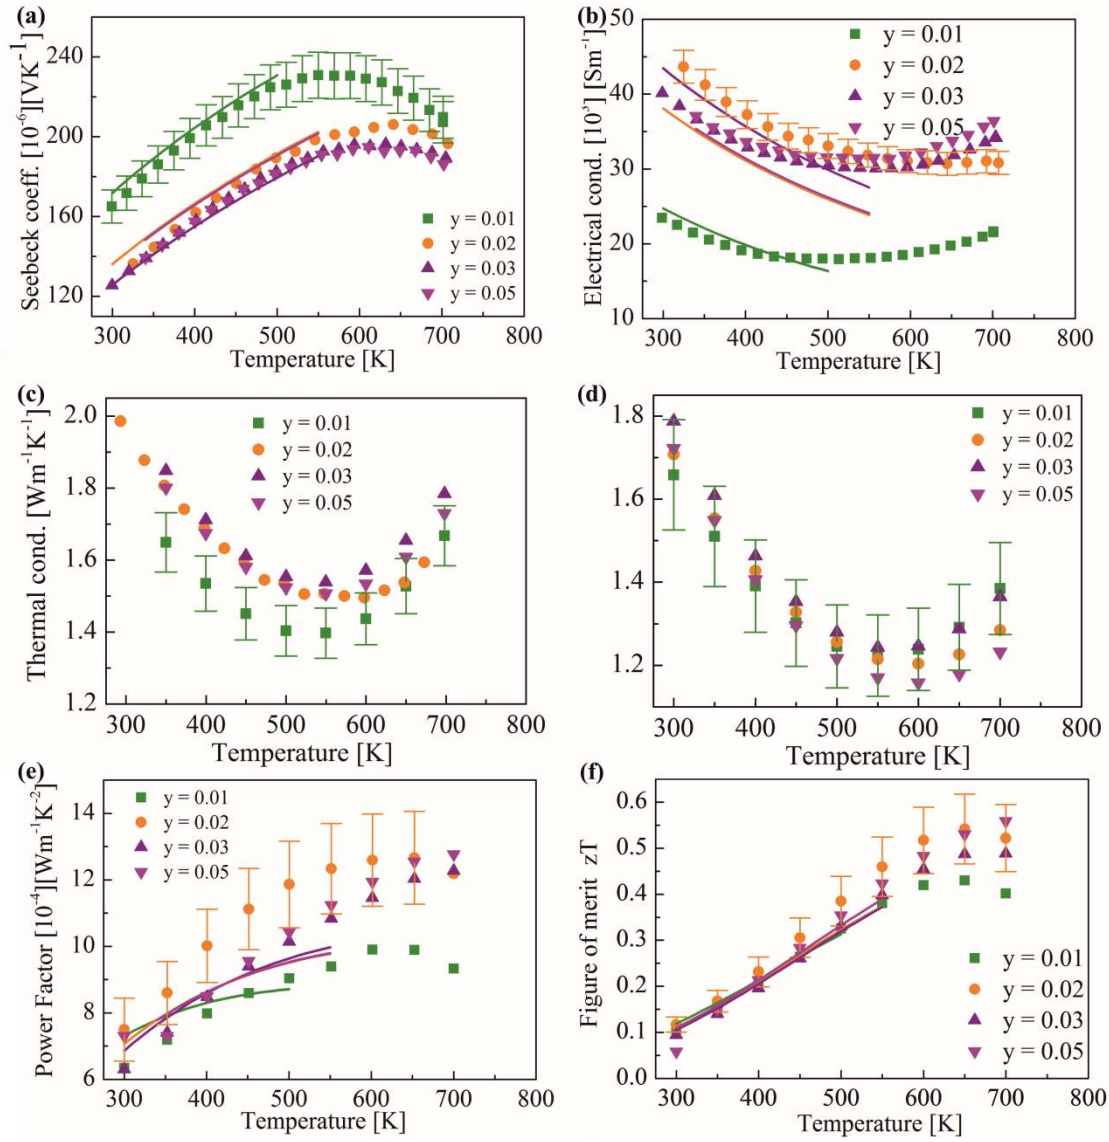 (a)
Seebeck coeff. [10⁻⁶][VK⁻¹]
240
200
160
120
y = 0.01
y = 0.02
y = 0.03
y = 0.05
300 400 500 600 700 800
Temperature [K]
(b)
Electrical cond. [10³] [Sm⁻¹]
50
40
30
20
10
y = 0.01
y = 0.02
y = 0.03
y = 0.05
300 400 500 600 700 800
Temperature [K]
(c)
Thermal cond. [Wm⁻¹K⁻¹]
2.0
1.8
1.6
1.4
1.2
y = 0.01
y = 0.02
y = 0.03
y = 0.05
300 400 500 600 700 800
Temperature [K]
(d)
1.8
1.6
1.4
1.2
y = 0.01
y = 0.02
y = 0.03
y = 0.05
300 400 500 600 700 800
Temperature [K]
(e)
Power Factor [10⁻⁴][Wm⁻¹K⁻²]
14
12
10
8
6
y = 0.01
y = 0.02
y = 0.03
y = 0.05
300 400 500 600 700 800
Temperature [K]
(f)
Figure of merit zT
0.6
0.5
0.4
0.3
0.2
0.1
0.0
y = 0.01
y = 0.02
y = 0.03
y = 0.05
300 400 500 600 700 800
Temperature [K]